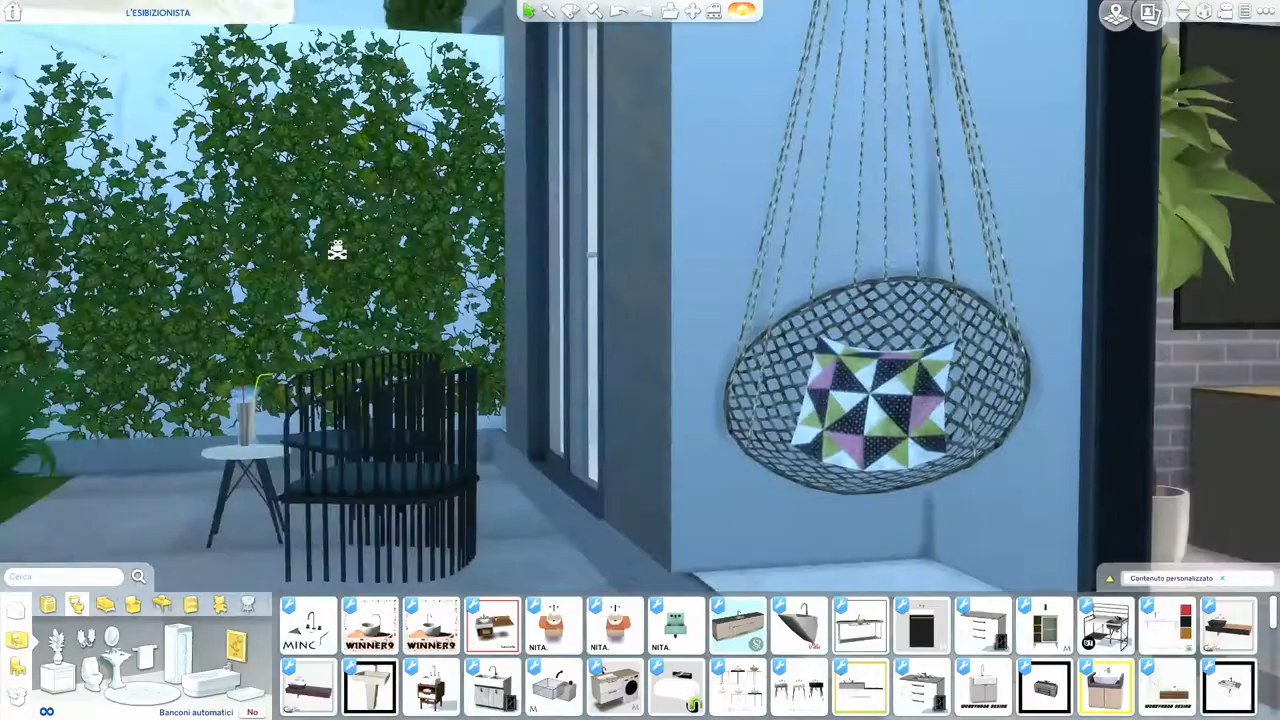 L'ESIBIZIONISTA
Cerca
Contenuto personalizzato
MINC
WINNER9
WINNER9
NITA.
NITA.
NITA.
M
M
M
Banconi automatici
No